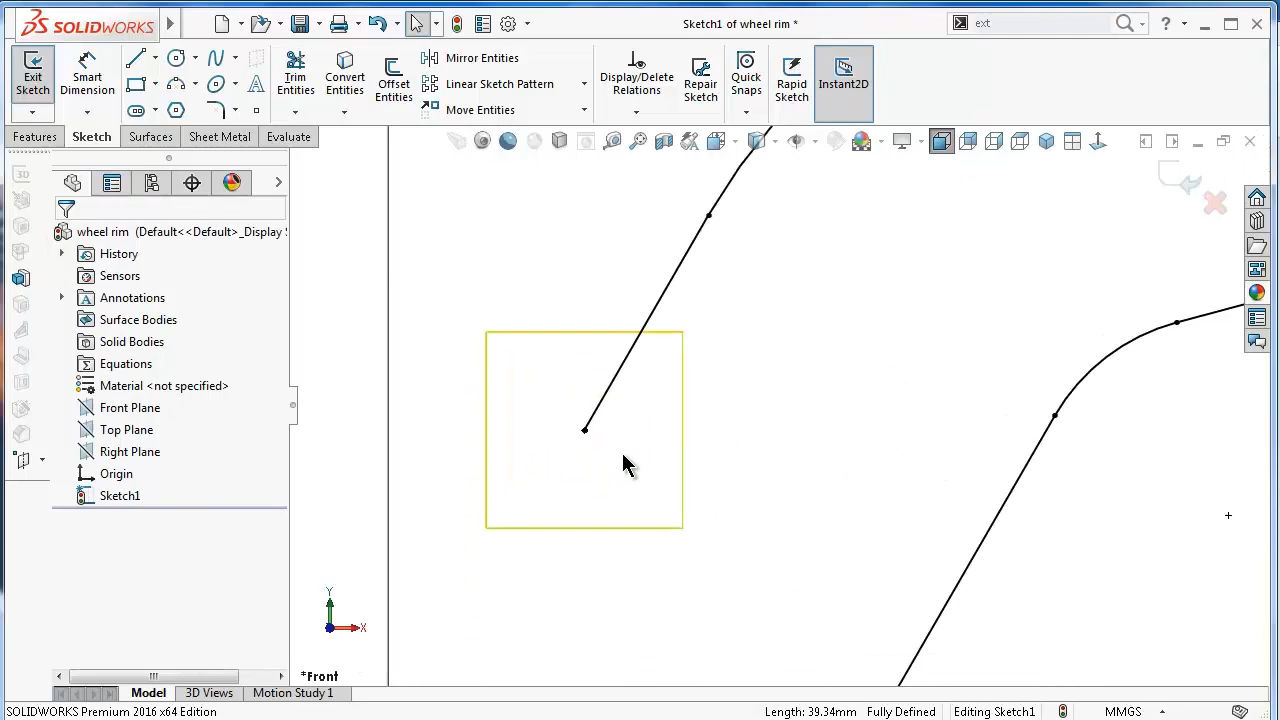 SOLIDWORKS
Sketch1 of wheel rim *
ext
Exit Sketch
Smart Dimension
Trim Entities
Convert Entities
Offset Entities
Mirror Entities
Linear Sketch Pattern
Move Entities
Display/Delete Relations
Repair Sketch
Quick Snaps
Rapid Sketch
Instant2D
Features
Sketch
Surfaces
Sheet Metal
Evaluate
wheel rim (Default<<Default>_Display S
History
Sensors
Annotations
Surface Bodies
Solid Bodies
Equations
Material <not specified>
Front Plane
Top Plane
Right Plane
Origin
Sketch1
Y
X
*Front
Model
3D Views
Motion Study 1
SOLIDWORKS Premium 2016 x64 Edition
Length: 39.34mm
Fully Defined
Editing Sketch1
MMGS